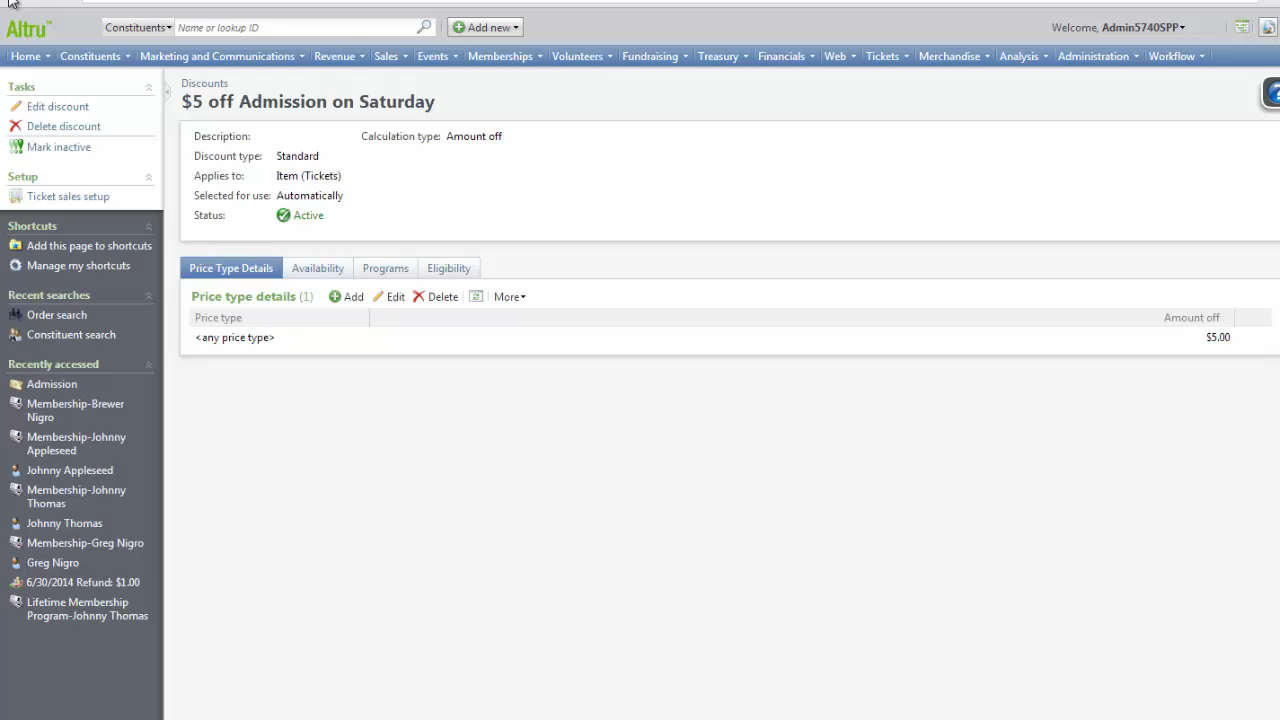 Altru™
Constituents
Name or lookup ID
Add new
Welcome, Admin5740SPP
Home
Constituents
Marketing and Communications
Revenue
Sales
Events
Memberships
Volunteers
Fundraising
Treasury
Financials
Web
Tickets
Merchandise
Analysis
Administration
Workflow
Tasks
Edit discount
Delete discount
Mark inactive
Setup
Ticket sales setup
Shortcuts
Add this page to shortcuts
Manage my shortcuts
Recent searches
Order search
Constituent search
Recently accessed
Admission
Membership-Brewer
Nigro
Membership-Johnny
Appleseed
Johnny Appleseed
Membership-Johnny
Thomas
Johnny Thomas
Membership-Greg Nigro
Greg Nigro
6/30/2014 Refund: $1.00
Lifetime Membership
Program-Johnny Thomas
Discounts
$5 off Admission on Saturday
Description:
Calculation type: Amount off
Discount type: Standard
Applies to: Item (Tickets)
Selected for use: Automatically
Status: Active
Price Type Details
Availability
Programs
Eligibility
Price type details (1)
Add
Edit
Delete
More
Price type
Amount off
<any price type>
$5.00